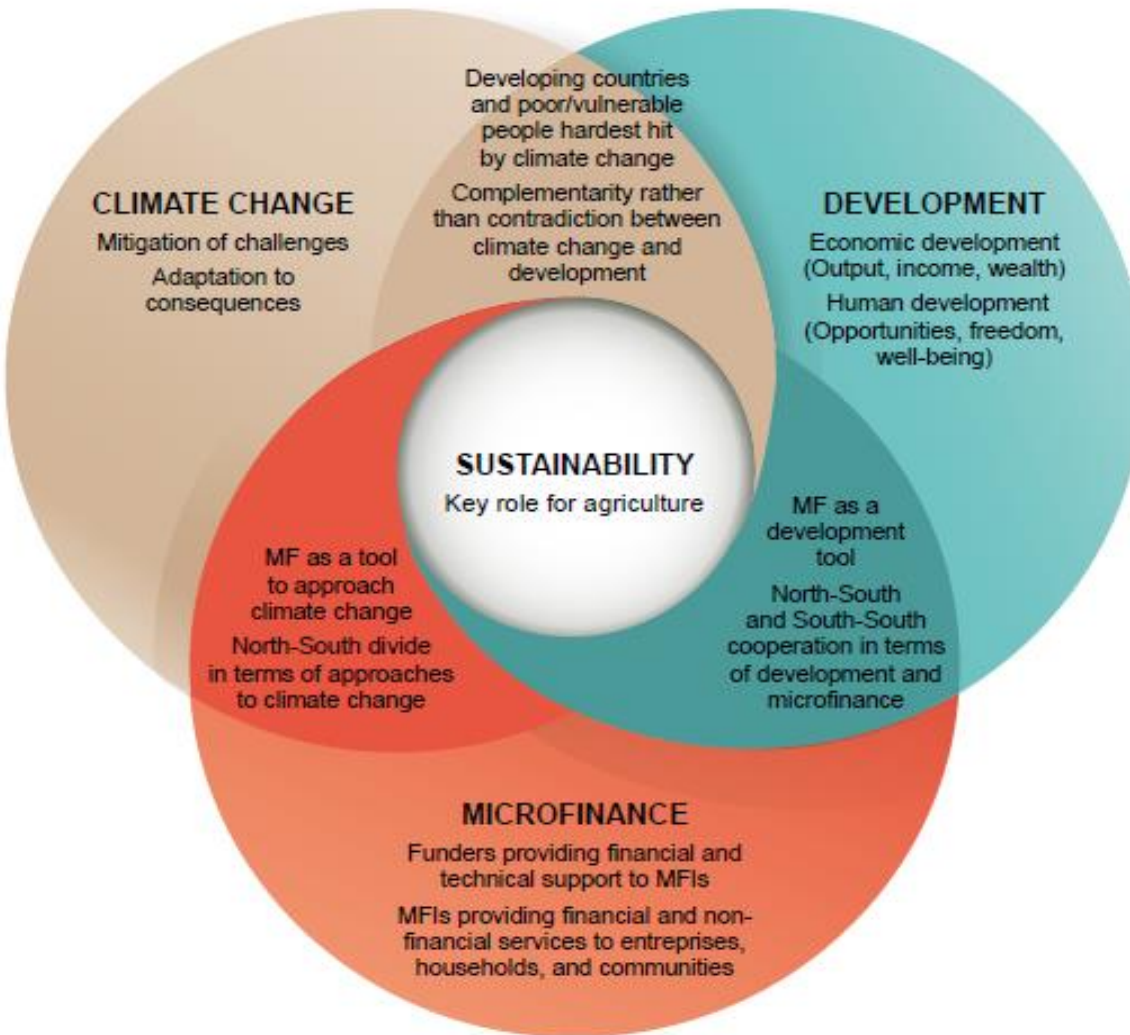 Developing countries
and poor/vulnerable
people hardest hit
by climate change
Complementarity rather
than contradiction between
climate change and
development
CLIMATE CHANGE
Mitigation of challenges
Adaptation to
consequences
DEVELOPMENT
Economic development
(Output, income, wealth)
Human development
(Opportunities, freedom,
well-being)
SUSTAINABILITY
Key role for agriculture
MF as a tool
to approach
climate change
North-South divide
in terms of approaches
to climate change
MF as a
development
tool
North-South
and South-South
cooperation in terms
of development and
microfinance
MICROFINANCE
Funders providing financial and
technical support to MFIs
MFIs providing financial and non-
financial services to entreprises,
households, and communities